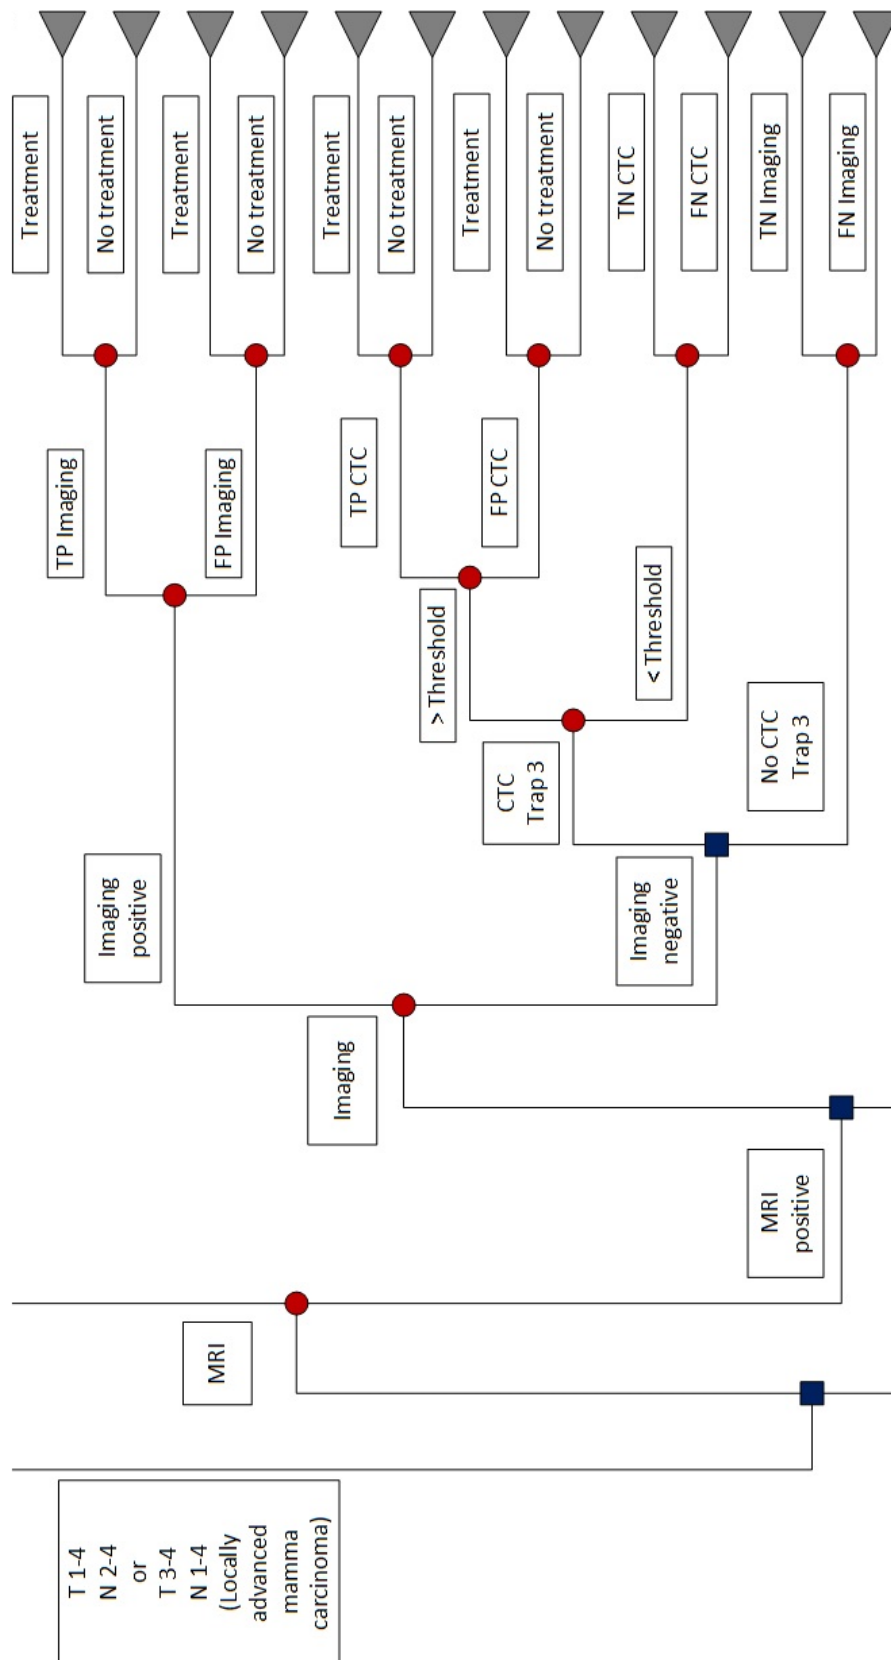 T 1-4
N 2-4
or
T 3-4
N 1-4
(Locally
advanced
mamma
carcinoma)
MRI
MRI
positive
Imaging
Imaging
positive
Imaging
negative
CTC
Trap 3
No CTC
Trap 3
> Threshold
< Threshold
TP Imaging
FP Imaging
TP CTC
FP CTC
Treatment
No treatment
Treatment
No treatment
Treatment
No treatment
Treatment
No treatment
TN CTC
FN CTC
TN Imaging
FN Imaging